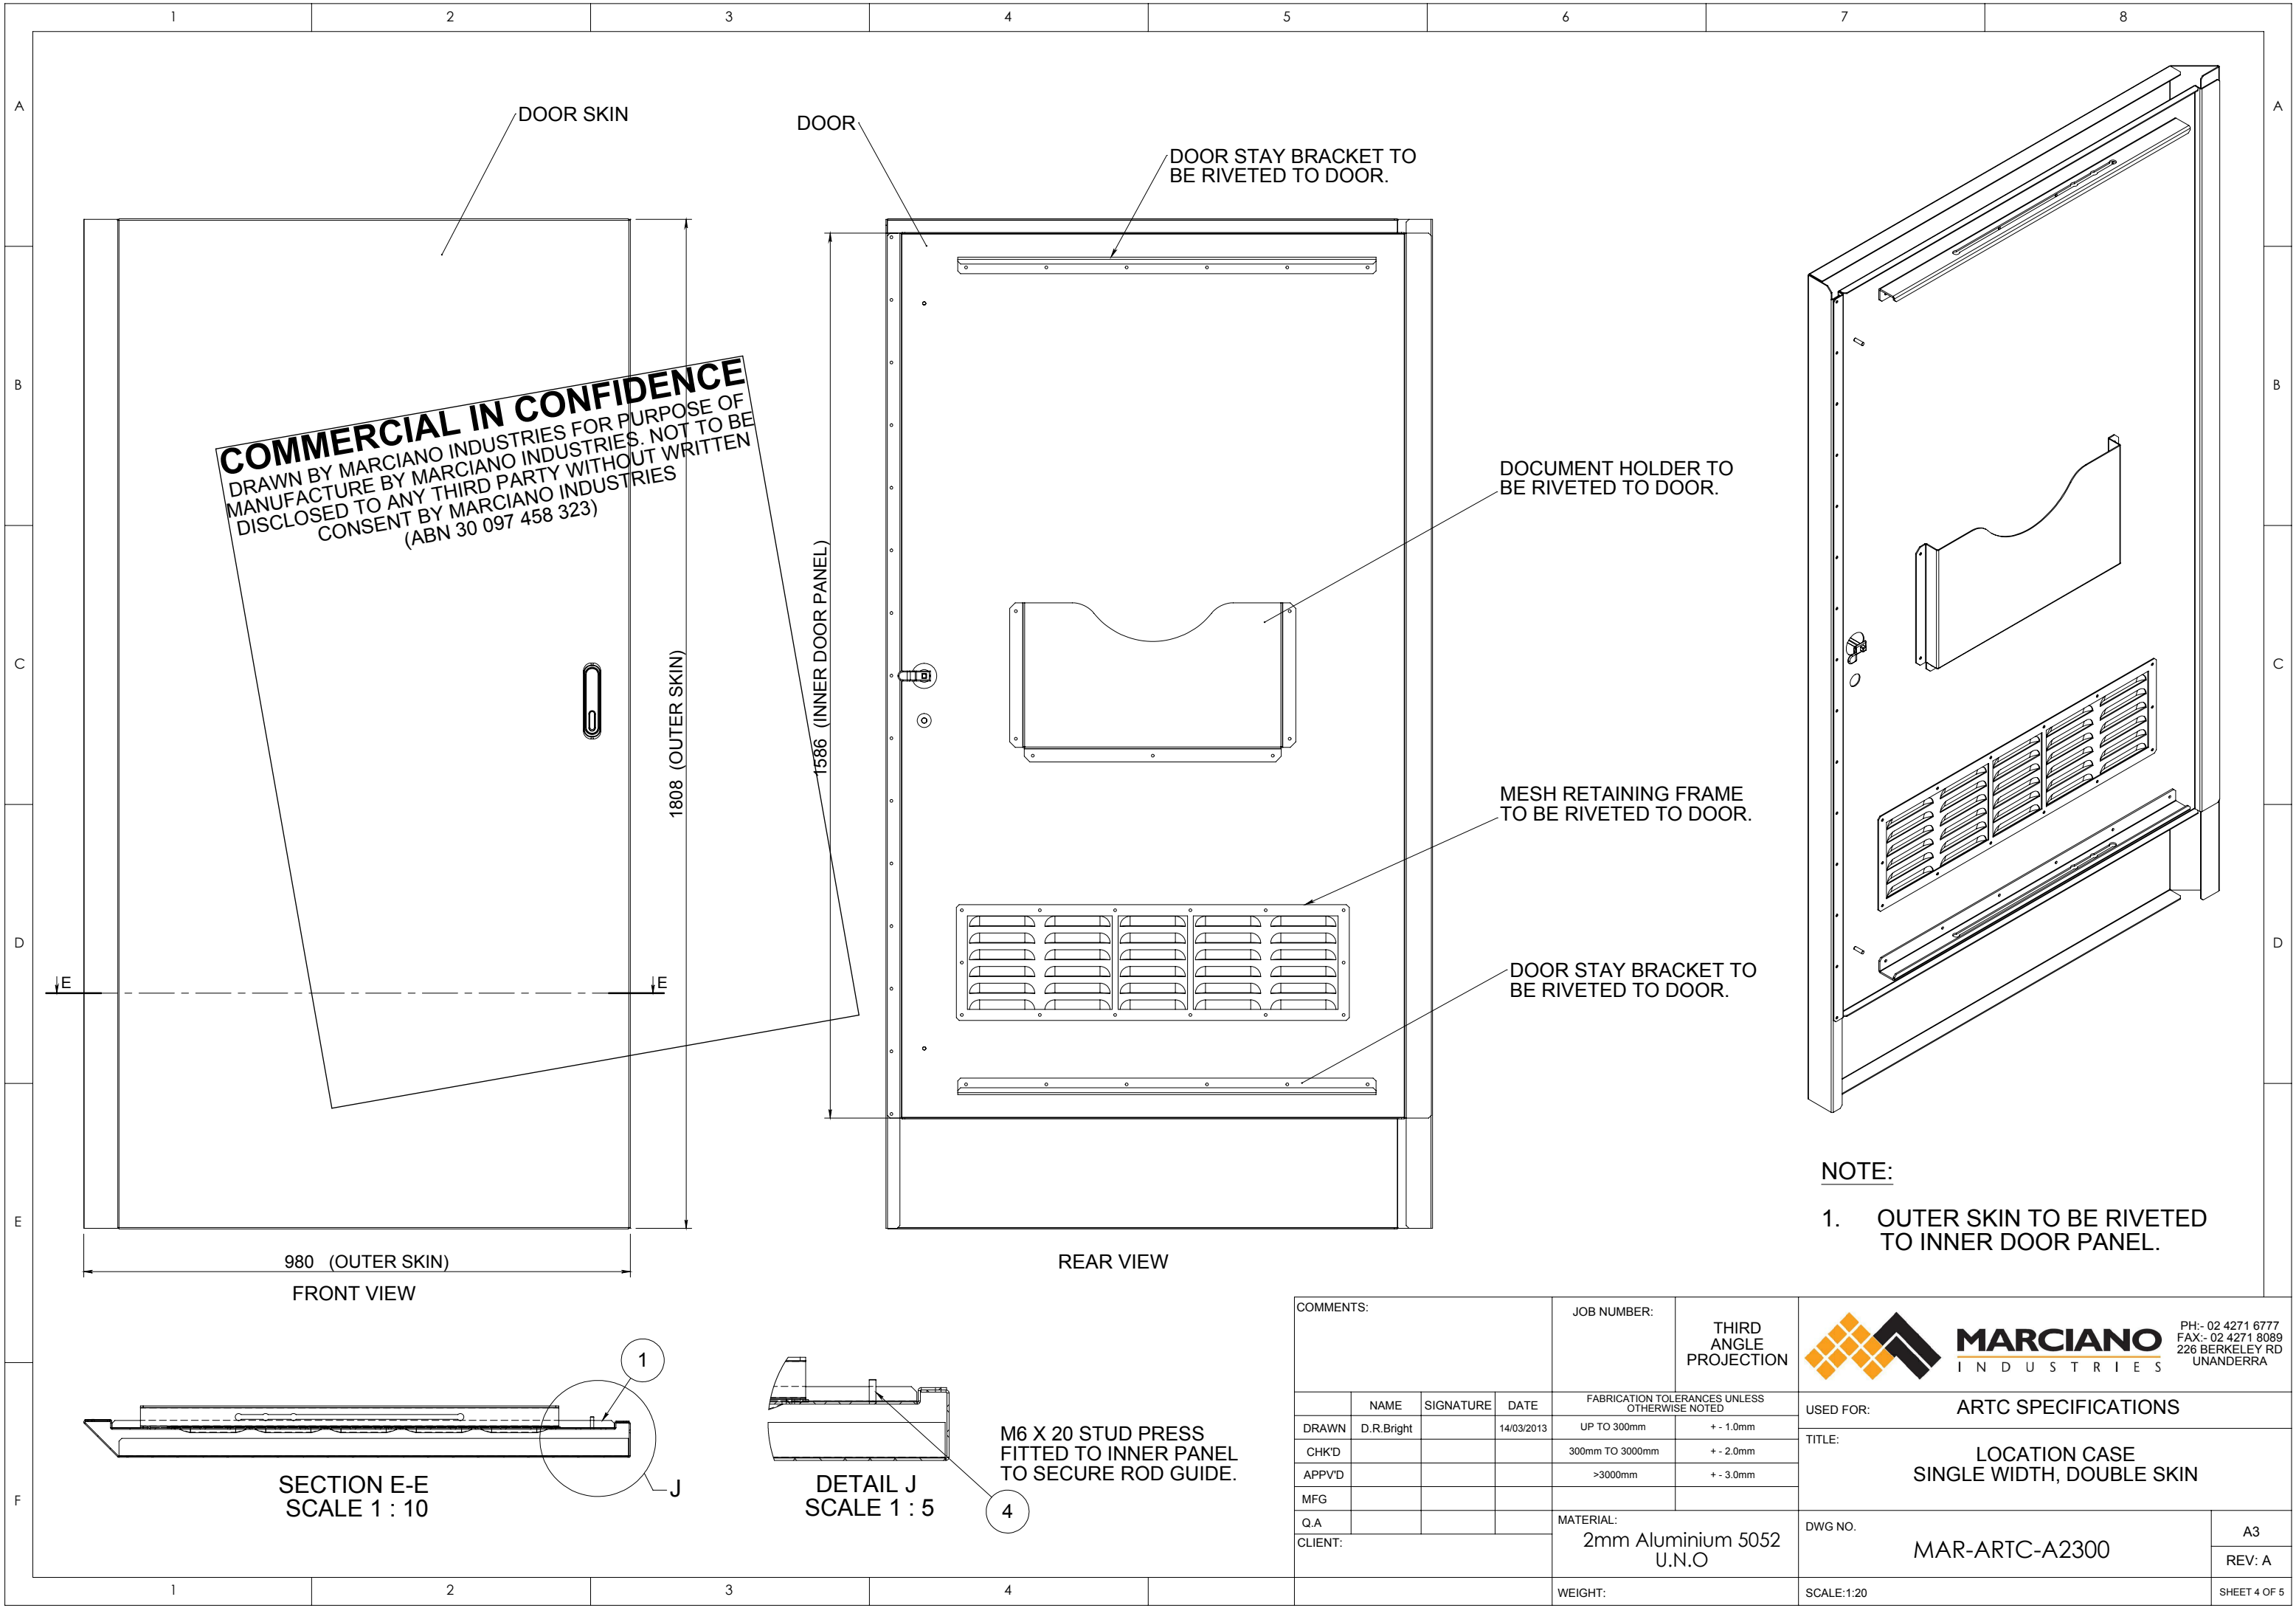 1 2 3 4 5 6 7 8
A
A
B
B
C
C
D
D
E
E
F
1 2 3 4
DOOR SKIN
DOOR
DOOR STAY BRACKET TO
BE RIVETED TO DOOR.
COMMERCIAL IN CONFIDENCE
DRAWN BY MARCIANO INDUSTRIES FOR PURPOSE OF
MANUFACTURE BY MARCIANO INDUSTRIES. NOT TO BE
DISCLOSED TO ANY THIRD PARTY WITHOUT WRITTEN
CONSENT BY MARCIANO INDUSTRIES
(ABN 30 097 458 323)
1808 (OUTER SKIN)
1586 (INNER DOOR PANEL)
DOCUMENT HOLDER TO
BE RIVETED TO DOOR.
MESH RETAINING FRAME
TO BE RIVETED TO DOOR.
DOOR STAY BRACKET TO
BE RIVETED TO DOOR.
E
E
980 (OUTER SKIN)
FRONT VIEW
REAR VIEW
NOTE:
1. OUTER SKIN TO BE RIVETED
TO INNER DOOR PANEL.
1
J
SECTION E-E
SCALE 1 : 10
DETAIL J
SCALE 1 : 5
M6 X 20 STUD PRESS
FITTED TO INNER PANEL
TO SECURE ROD GUIDE.
4
COMMENTS:
JOB NUMBER:
THIRD
ANGLE
PROJECTION
MARCIANO
INDUSTRIES
PH:- 02 4271 6777
FAX:- 02 4271 8089
226 BERKELEY RD
UNANDERRA
NAME SIGNATURE DATE
DRAWN D.R.Bright 14/03/2013
CHK'D
APPV'D
MFG
Q.A
CLIENT:
FABRICATION TOLERANCES UNLESS
OTHERWISE NOTED
UP TO 300mm + - 1.0mm
300mm TO 3000mm + - 2.0mm
>3000mm + - 3.0mm
MATERIAL:
2mm Aluminium 5052
U.N.O
WEIGHT:
USED FOR: ARTC SPECIFICATIONS
TITLE:
LOCATION CASE
SINGLE WIDTH, DOUBLE SKIN
DWG NO.
MAR-ARTC-A2300
A3
REV: A
SCALE:1:20
SHEET 4 OF 5